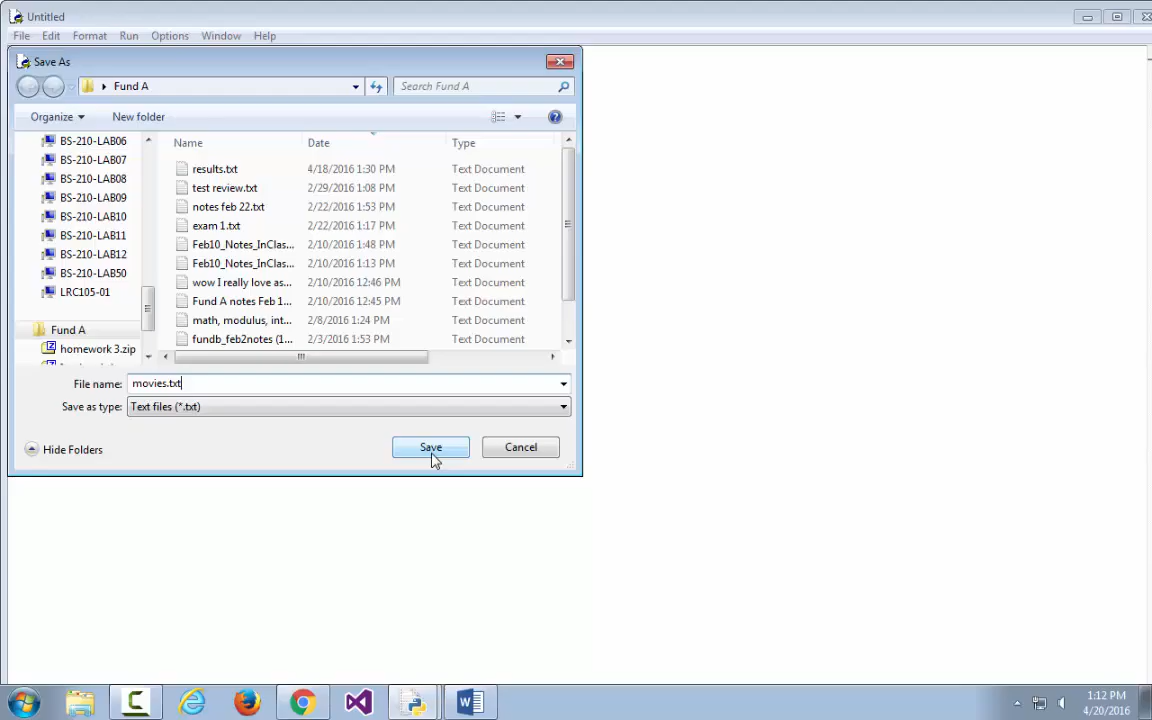 Untitled
File Edit Format Run Options Window Help
Save As
Fund A
Search Fund A
Organize New folder
Name Date Type
BS-210-LAB06
BS-210-LAB07
BS-210-LAB08
BS-210-LAB09
BS-210-LAB10
BS-210-LAB11
BS-210-LAB12
BS-210-LAB50
LRC105-01
Fund A
homework 3.zip
results.txt 4/18/2016 1:30 PM Text Document
test review.txt 2/29/2016 1:08 PM Text Document
notes feb 22.txt 2/22/2016 1:53 PM Text Document
exam 1.txt 2/22/2016 1:17 PM Text Document
Feb10_Notes_InClas... 2/10/2016 1:48 PM Text Document
Feb10_Notes_InClas... 2/10/2016 1:13 PM Text Document
wow I really love as... 2/10/2016 12:46 PM Text Document
Fund A notes Feb 1... 2/10/2016 12:45 PM Text Document
math, modulus, int... 2/8/2016 1:24 PM Text Document
fundb_feb2notes (1... 2/3/2016 1:53 PM Text Document
File name: movies.txt
Save as type: Text files (*.txt)
Hide Folders
Save Cancel
1:12 PM
4/20/2016